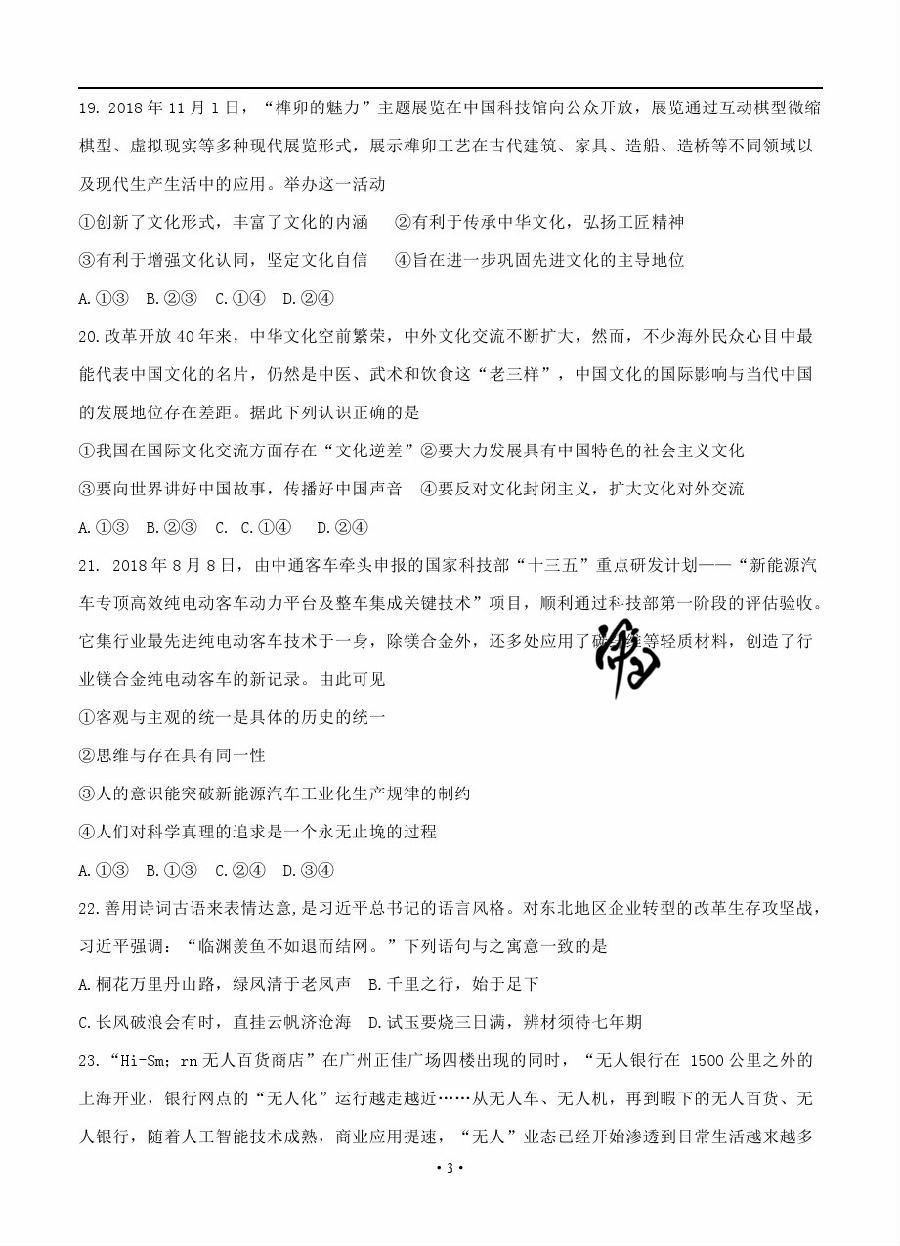 19. 2018年11月1日，“榫卯的魅力”主题展览在中国科技馆向公众开放，展览通过互动棋型微缩
棋型、虚拟现实等多种现代展览形式，展示榫卯工艺在古代建筑、家具、造船、造桥等不同领域以
及现代生产生活中的应用。举办这一活动
①创新了文化形式，丰富了文化的内涵 ②有利于传承中华文化，弘扬工匠精神
③有利于增强文化认同，坚定文化自信 ④旨在进一步巩固先进文化的主导地位
A.①③ B.②③ C.①④ D.②④
20.改革开放40年来，中华文化空前繁荣，中外文化交流不断扩大，然而，不少海外民众心目中最
能代表中国文化的名片，仍然是中医、武术和饮食这“老三样”，中国文化的国际影响与当代中国
的发展地位存在差距。据此下列认识正确的是
①我国在国际文化交流方面存在“文化逆差”②要大力发展具有中国特色的社会主义文化
③要向世界讲好中国故事，传播好中国声音 ④要反对文化封闭主义，扩大文化对外交流
A.①③ B.②③ C. C.①④ D.②④
21. 2018年8月8日，由中通客车牵头申报的国家科技部“十三五”重点研发计划——“新能源汽
车专顶高效纯电动客车动力平台及整车集成关键技术”项目，顺利通过科技部第一阶段的评估验收。
它集行业最先进纯电动客车技术于一身，除镁合金外，还多处应用了碳纤维等轻质材料，创造了行
业镁合金纯电动客车的新记录。由此可见
①客观与主观的统一是具体的历史的统一
②思维与存在具有同一性
③人的意识能突破新能源汽车工业化生产规律的制约
④人们对科学真理的追求是一个永无止境的过程
A.①③ B.①③ C.②④ D.③④
22.善用诗词古语来表情达意,是习近平总书记的语言风格。对东北地区企业转型的改革生存攻坚战，
习近平强调：“临渊羡鱼不如退而结网。”下列语句与之寓意一致的是
A.桐花万里丹山路，绿凤清于老凤声 B.千里之行，始于足下
C.长风破浪会有时，直挂云帆济沧海 D.试玉要烧三日满，辨材须待七年期
23.“Hi-Sm；rn无人百货商店”在广州正佳广场四楼出现的同时，“无人银行在 1500公里之外的
上海开业，银行网点的“无人化”运行越走越近……从无人车、无人机，再到暇下的无人百货、无
人银行，随着人工智能技术成熟，商业应用提速，“无人”业态已经开始渗透到日常生活越来越多
·3·